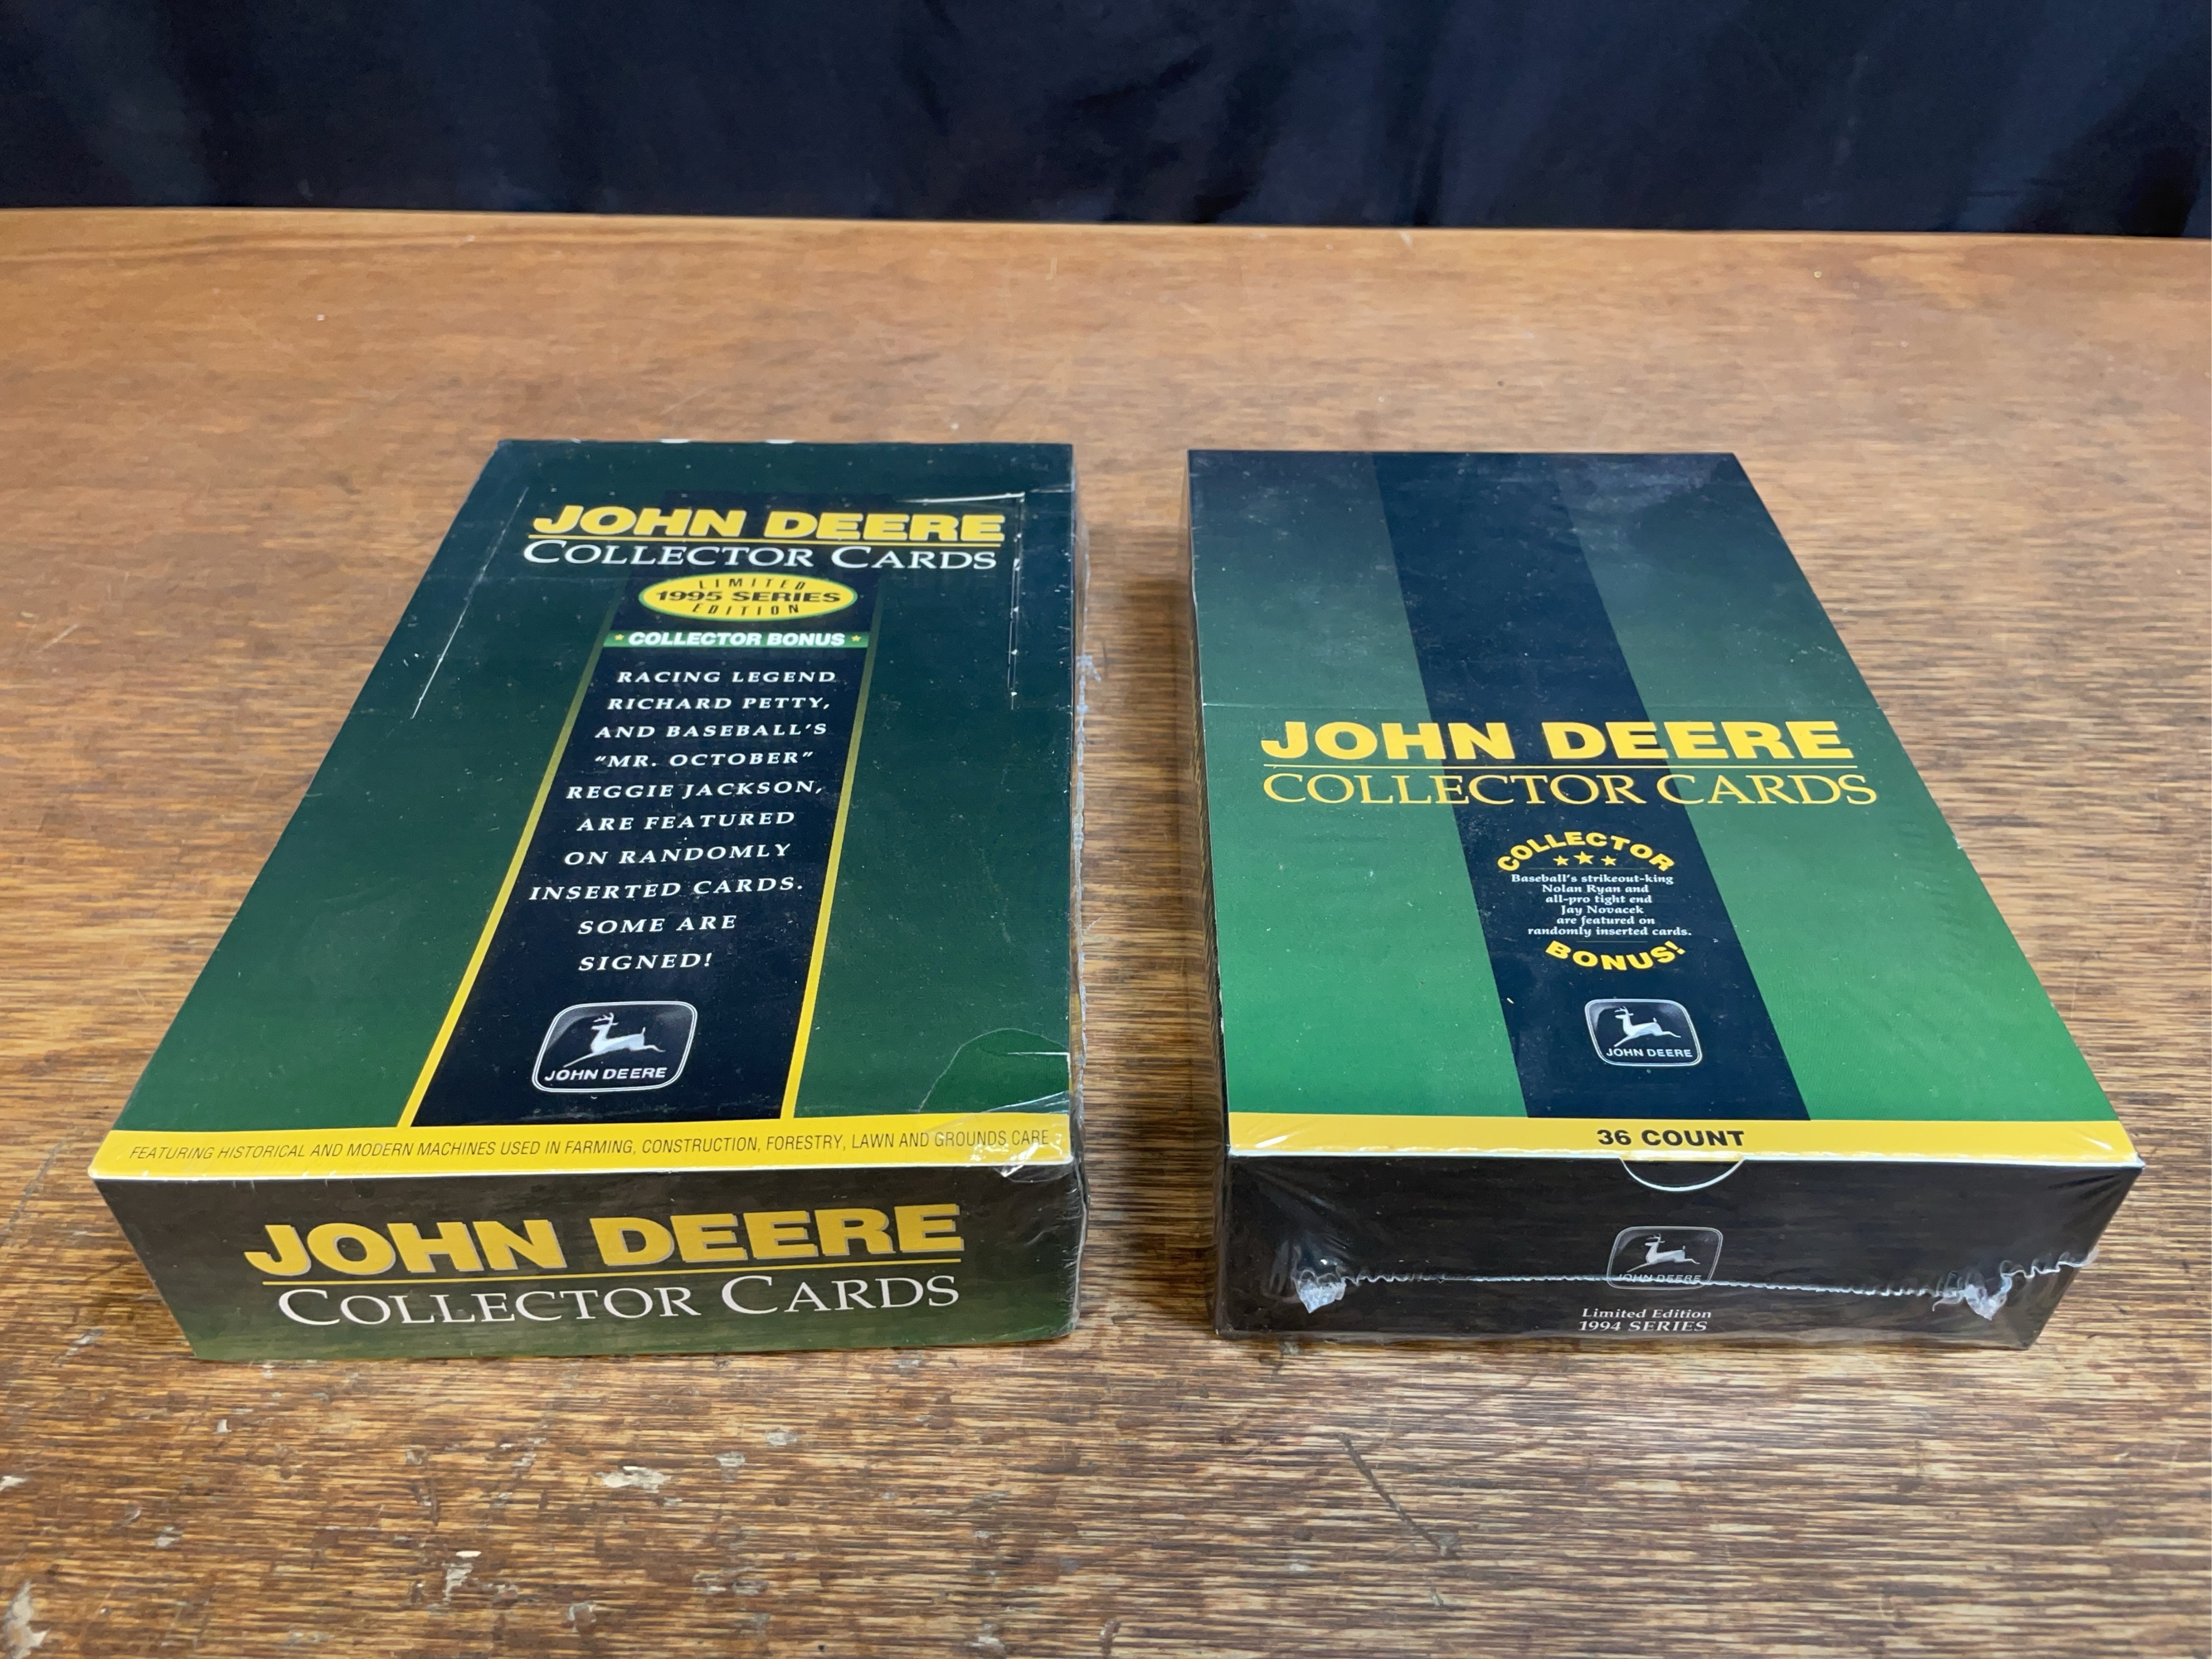 JOHN DEERE
COLLECTOR CARDS
LIMITED
1995 SERIES
EDITION
COLLECTOR BONUS
RACING LEGEND
RICHARD PETTY,
AND BASEBALL'S
"MR. OCTOBER"
REGGIE JACKSON,
ARE FEATURED
ON RANDOMLY
INSERTED CARDS.
SOME ARE
SIGNED!
JOHN DEERE
FEATURING HISTORICAL AND MODERN MACHINES USED IN FARMING, CONSTRUCTION, FORESTRY, LAWN AND GROUNDS CARE
JOHN DEERE
COLLECTOR CARDS
JOHN DEERE
COLLECTOR CARDS
COLLECTOR
Baseball's strikeout-king
Nolan Ryan and
all-pro tight end
Jay Novacek
are featured on
randomly inserted cards.
BONUS!
JOHN DEERE
36 COUNT
JOHN DEERE
Limited Edition
1994 SERIES